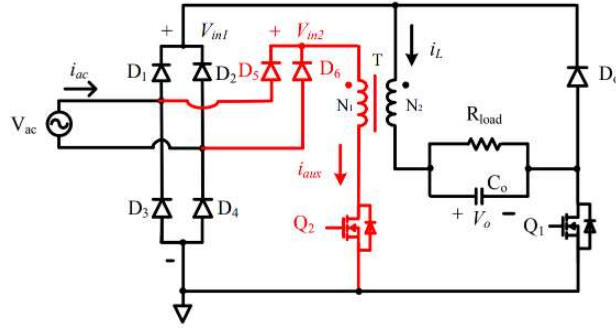 + Vin1 + Vin2 T iL
iac D1 D2 D5 D6 N1 N2
Vac Rload
iaux Co
D3 D4 + Vo -
Q2 Q1
-